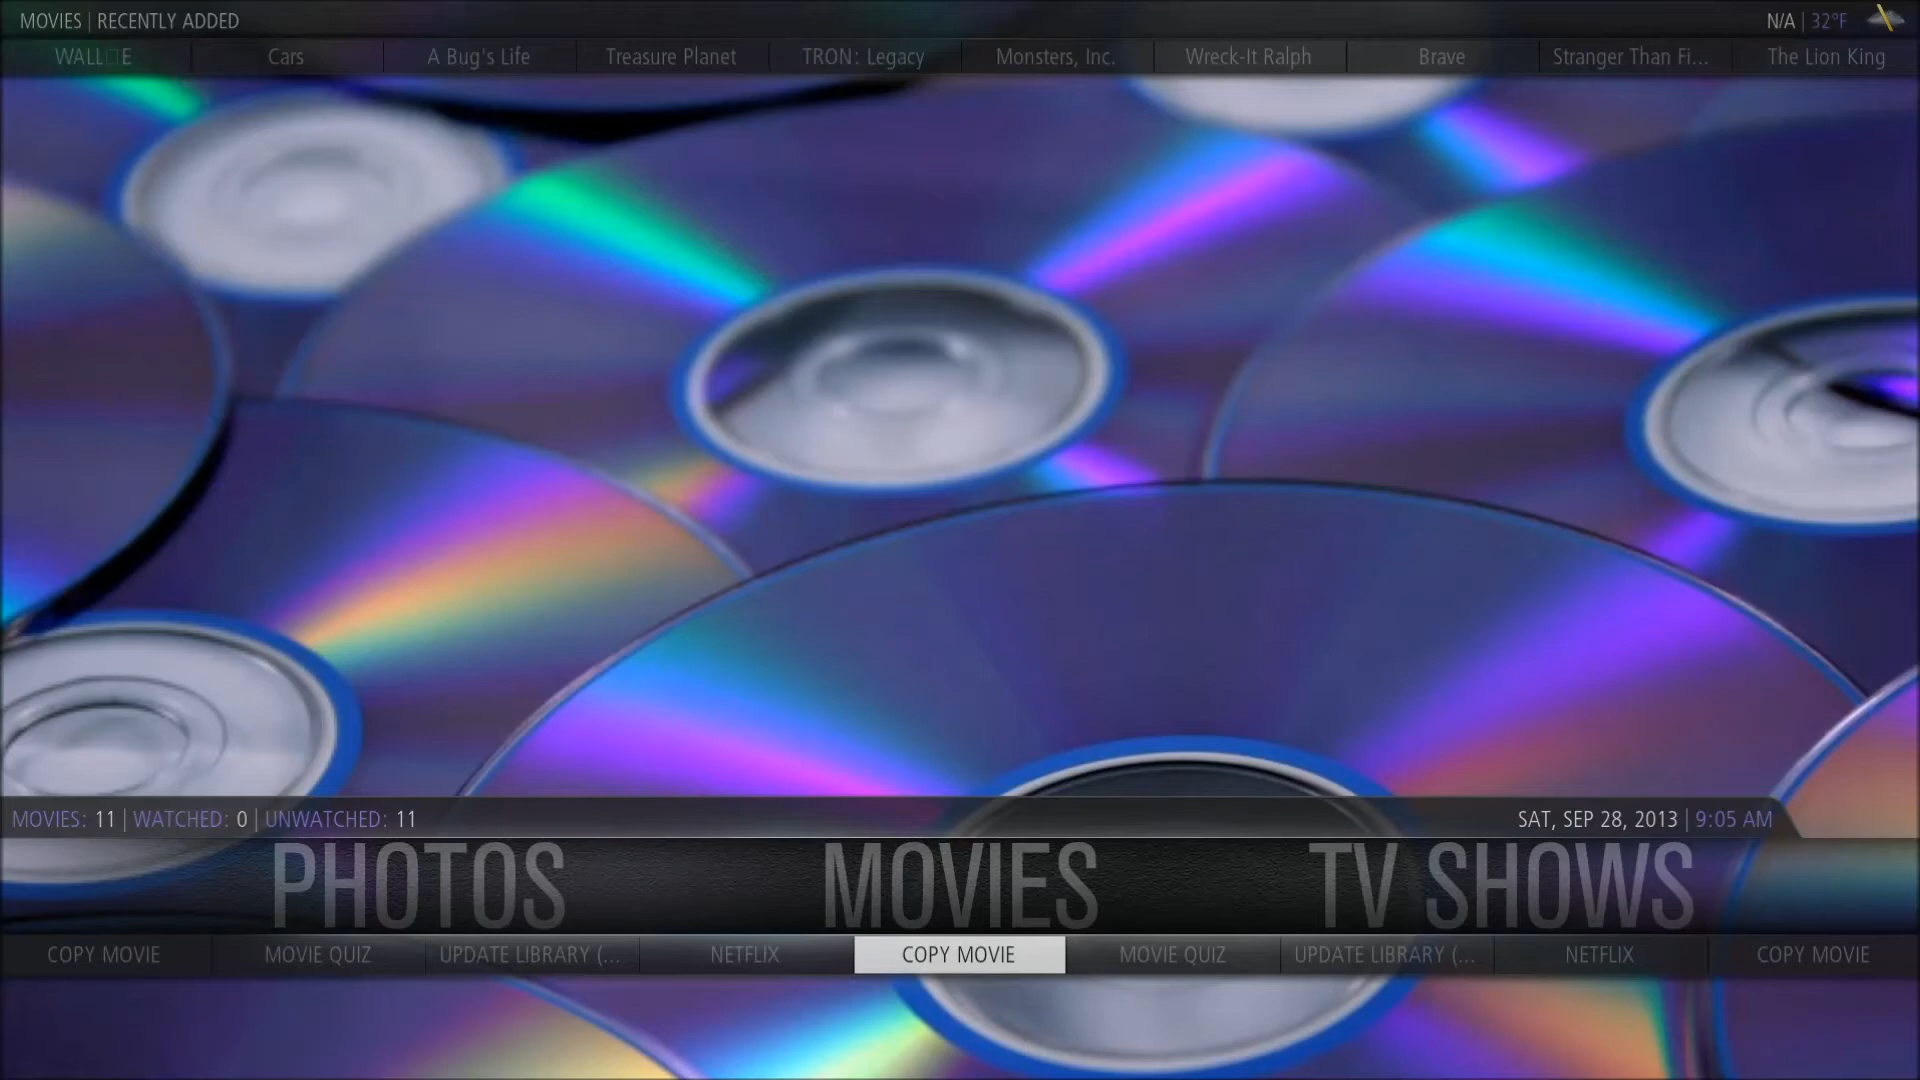 MOVIES | RECENTLY ADDED
N/A | 32°F
WALL□E Cars A Bug's Life Treasure Planet TRON: Legacy Monsters, Inc. Wreck-It Ralph Brave Stranger Than Fi... The Lion King
MOVIES: 11 | WATCHED: 0 | UNWATCHED: 11
SAT, SEP 28, 2013 | 9:05 AM
PHOTOS MOVIES TV SHOWS
COPY MOVIE MOVIE QUIZ UPDATE LIBRARY (... NETFLIX COPY MOVIE MOVIE QUIZ UPDATE LIBRARY (... NETFLIX COPY MOVIE